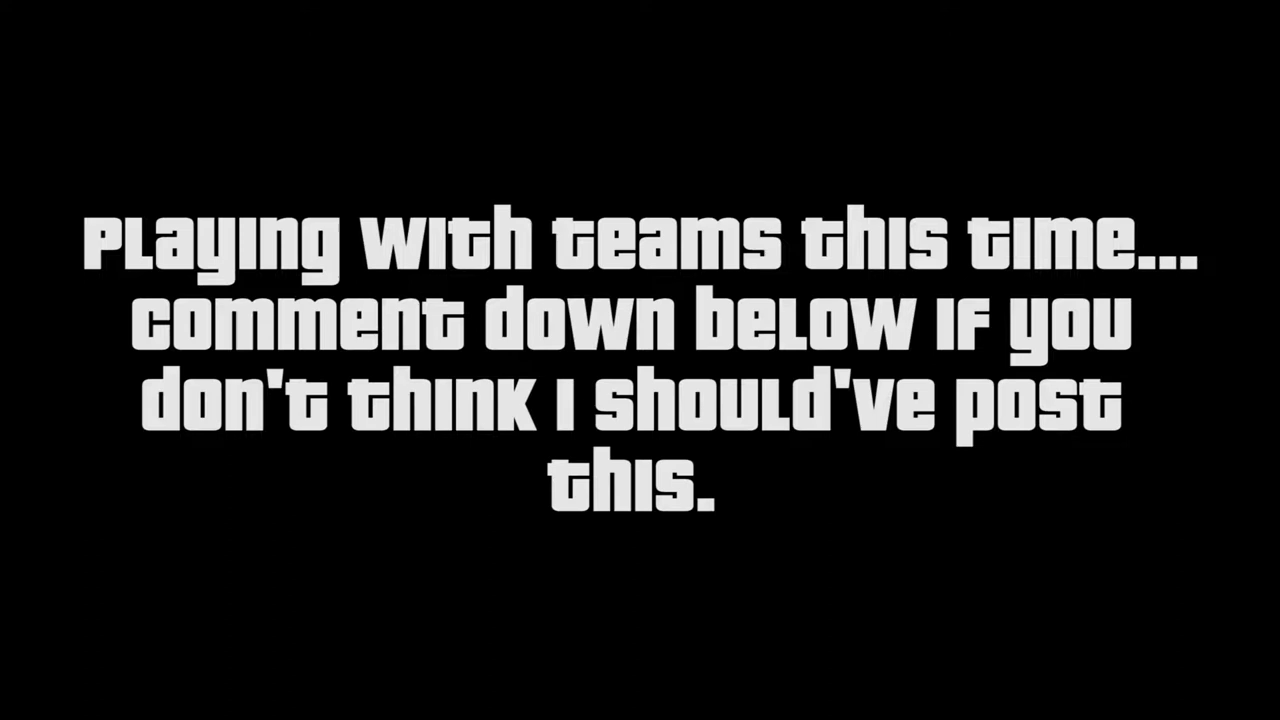 Playing with teams this time...
comment down below if you
don't think I should've post
this.